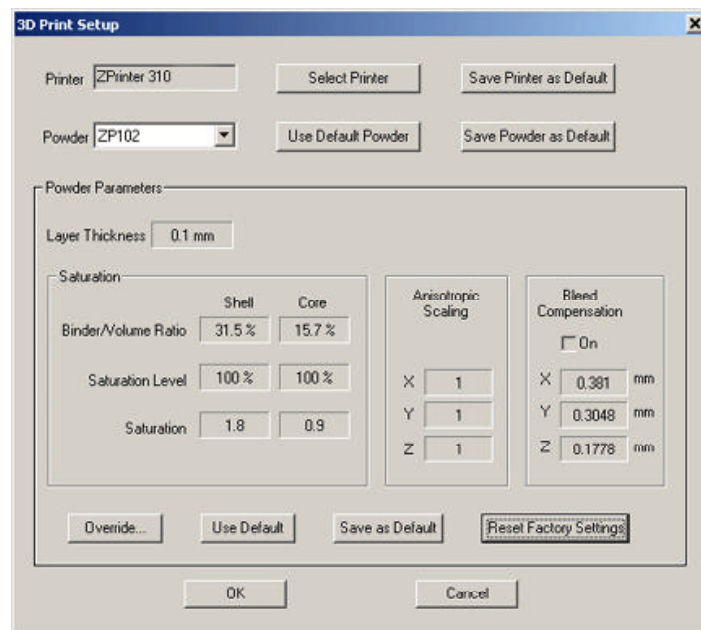 3D Print Setup
Printer ZPrinter 310 Select Printer Save Printer as Default
Powder ZP102 Use Default Powder Save Powder as Default
Powder Parameters
Layer Thickness 0.1 mm
Saturation
Shell Core
Binder/Volume Ratio 31.5 % 15.7 %
Saturation Level 100 % 100 %
Saturation 1.8 0.9
Anisotropic
Scaling
X 1
Y 1
Z 1
Bleed
Compensation
On
X 0.381 mm
Y 0.3048 mm
Z 0.1778 mm
Override... Use Default Save as Default Reset Factory Settings
OK Cancel